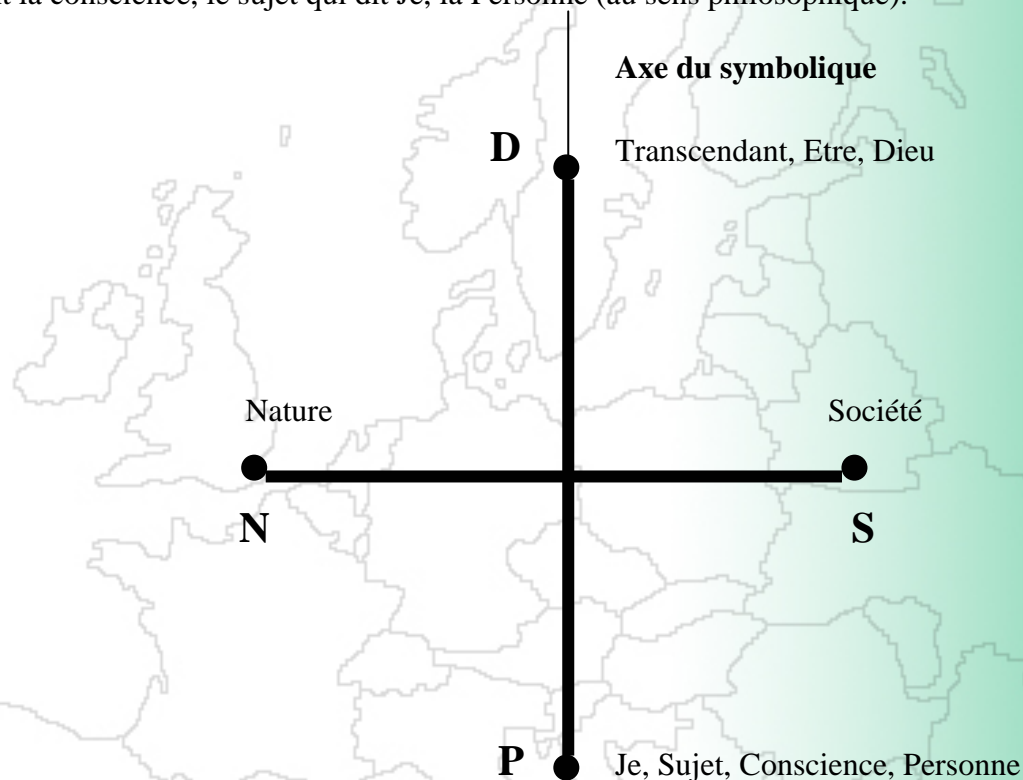 la conscience, le sujet qui dit Je, la Personne (au sens philosophique).
Axe du symbolique
D
Transcendant, Etre, Dieu
Nature
Société
N
S
P
Je, Sujet, Conscience, Personne